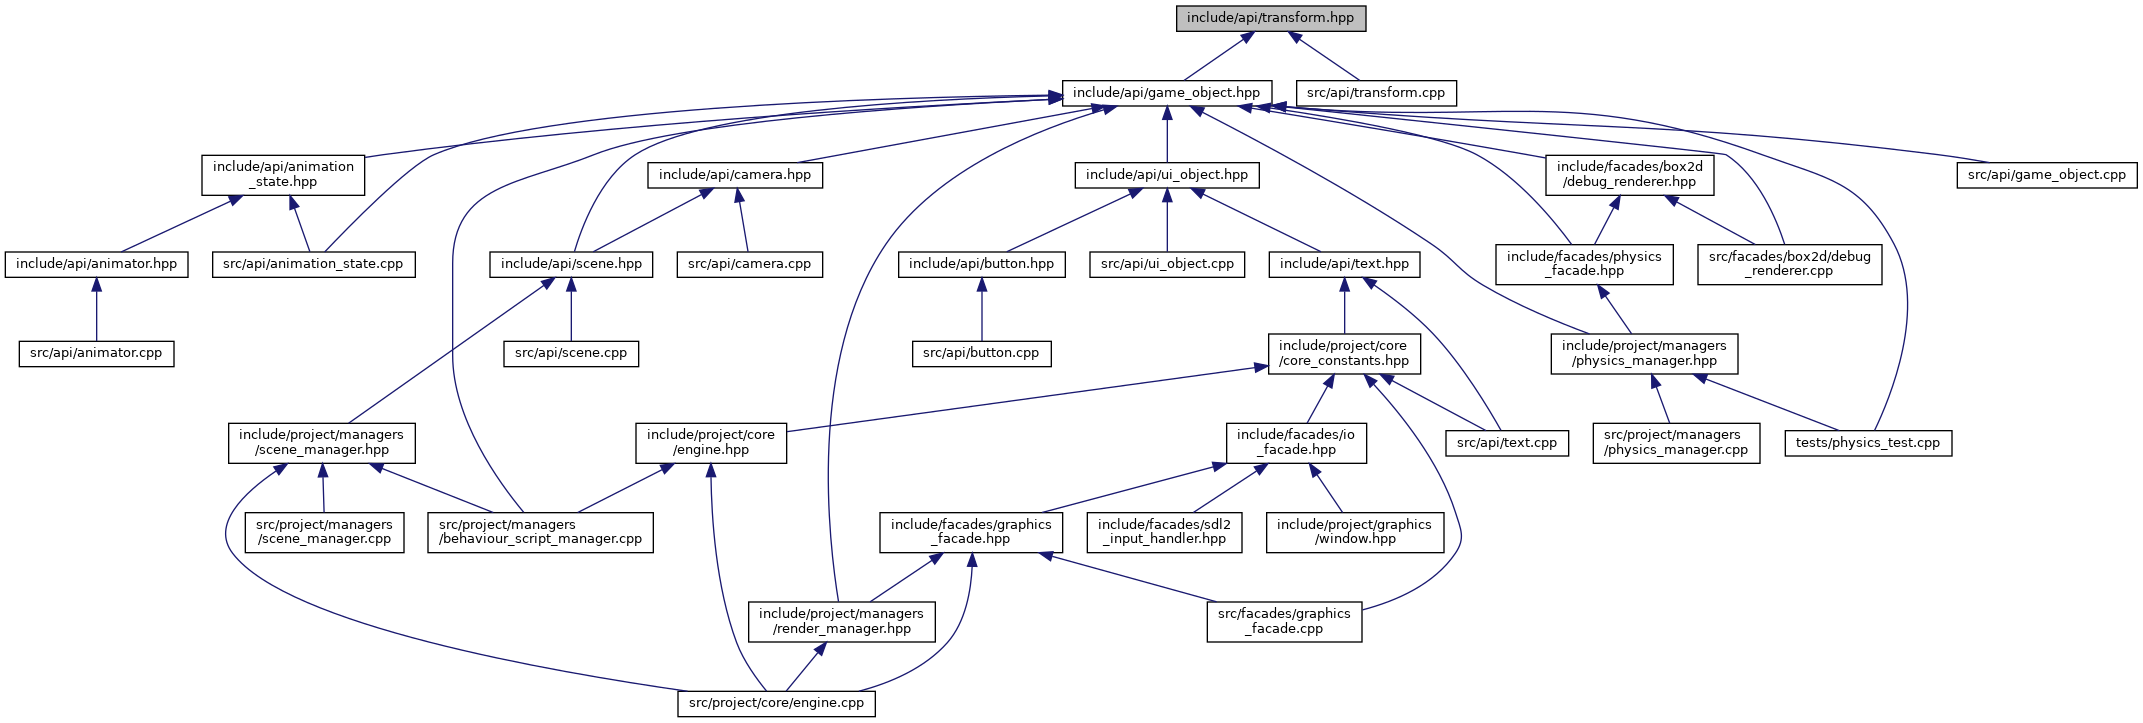 include/api/transform.hpp
include/api/game_object.hpp
src/api/transform.cpp
include/api/animation
_state.hpp
include/api/camera.hpp
include/api/ui_object.hpp
include/facades/box2d
/debug_renderer.hpp
src/api/game_object.cpp
include/api/animator.hpp
src/api/animation_state.cpp
include/api/scene.hpp
src/api/camera.cpp
include/api/button.hpp
src/api/ui_object.cpp
include/api/text.hpp
include/facades/physics
_facade.hpp
src/facades/box2d/debug
_renderer.cpp
src/api/animator.cpp
src/api/scene.cpp
src/api/button.cpp
include/project/core
/core_constants.hpp
include/project/managers
/physics_manager.hpp
include/project/managers
/scene_manager.hpp
include/project/core
/engine.hpp
include/facades/io
_facade.hpp
src/api/text.cpp
src/project/managers
/physics_manager.cpp
tests/physics_test.cpp
src/project/managers
/scene_manager.cpp
src/project/managers
/behaviour_script_manager.cpp
include/facades/graphics
_facade.hpp
include/facades/sdl2
_input_handler.hpp
include/project/graphics
/window.hpp
include/project/managers
/render_manager.hpp
src/facades/graphics
_facade.cpp
src/project/core/engine.cpp